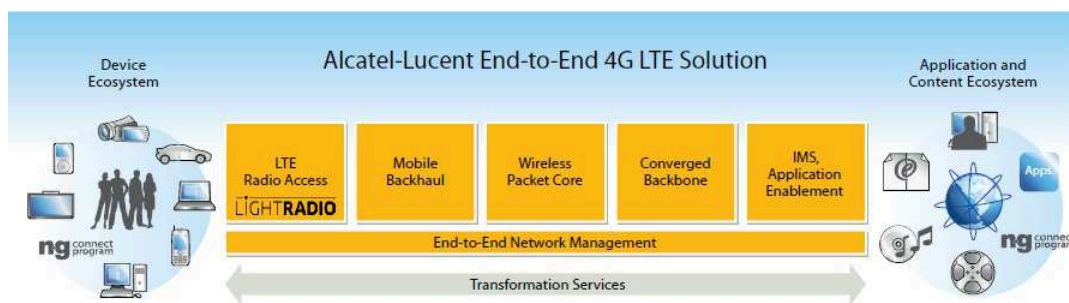 Alcatel-Lucent End-to-End 4G LTE Solution
Device
Ecosystem
ng connect
program
LTE
Radio Access
LIGHTRADIO
Mobile
Backhaul
Wireless
Packet Core
Converged
Backbone
IMS,
Application
Enablement
End-to-End Network Management
Transformation Services
Application and
Content Ecosystem
Apps
ng connect
program